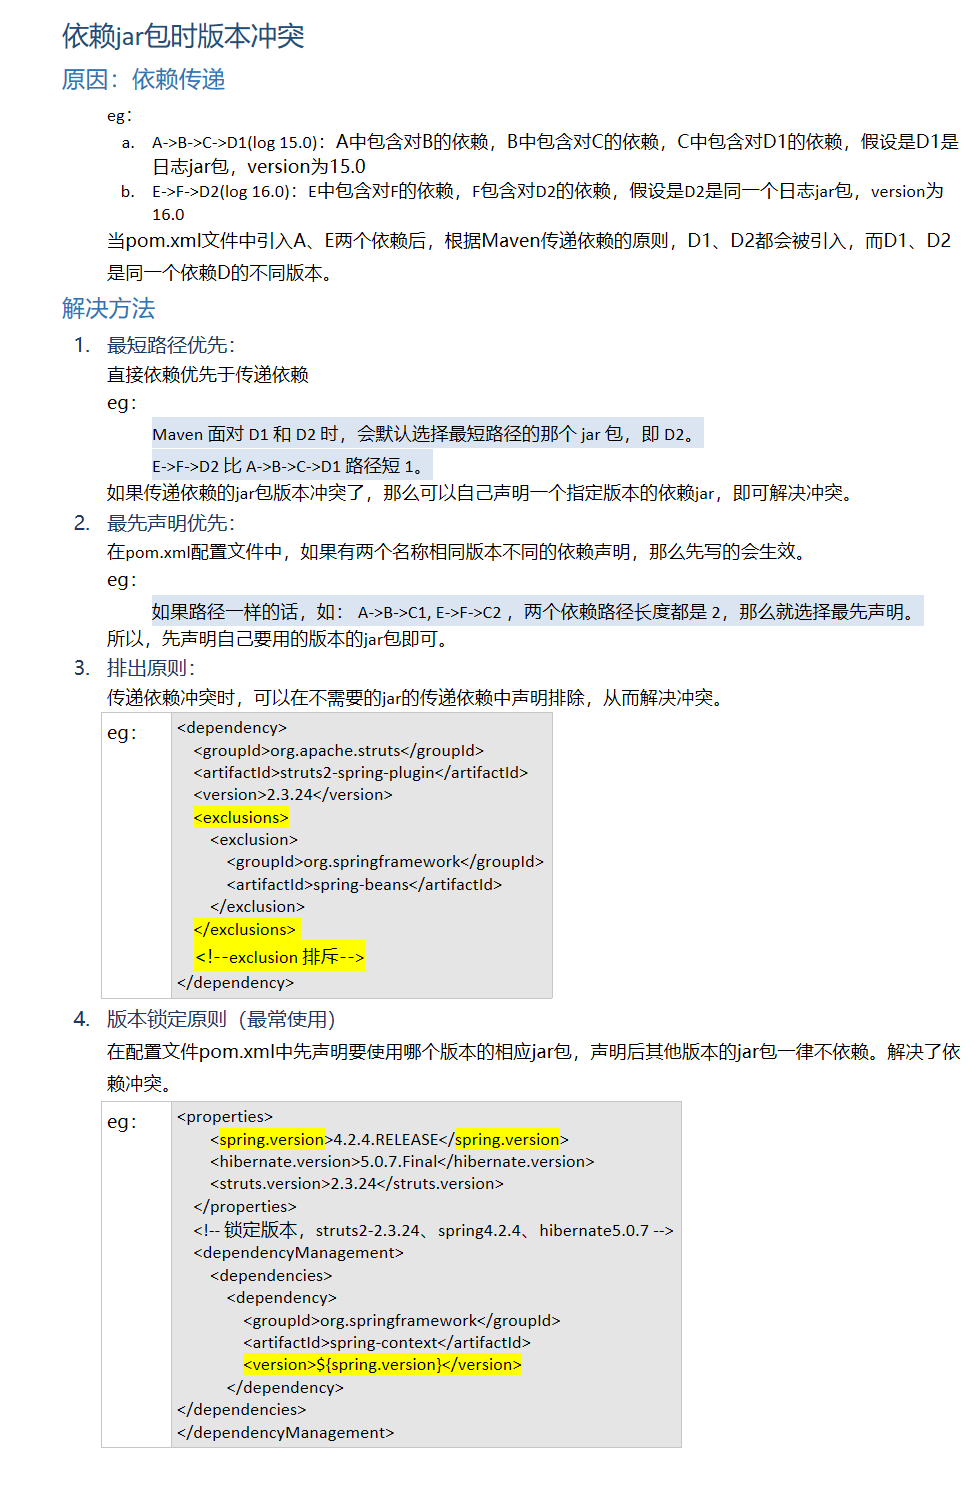 依赖jar包时版本冲突
原因：依赖传递
eg：
a. A->B->C->D1(log 15.0)：A中包含对B的依赖，B中包含对C的依赖，C中包含对D1的依赖，假设是D1是
日志jar包，version为15.0
b. E->F->D2(log 16.0)：E中包含对F的依赖，F包含对D2的依赖，假设是D2是同一个日志jar包，version为
16.0
当pom.xml文件中引入A、E两个依赖后，根据Maven传递依赖的原则，D1、D2都会被引入，而D1、D2
是同一个依赖D的不同版本。
解决方法
1. 最短路径优先：
直接依赖优先于传递依赖
eg：
Maven 面对 D1 和 D2 时，会默认选择最短路径的那个 jar 包，即 D2。
E->F->D2 比 A->B->C->D1 路径短 1。
如果传递依赖的jar包版本冲突了，那么可以自己声明一个指定版本的依赖jar，即可解决冲突。
2. 最先声明优先：
在pom.xml配置文件中，如果有两个名称相同版本不同的依赖声明，那么先写的会生效。
eg：
如果路径一样的话，如： A->B->C1, E->F->C2 ，两个依赖路径长度都是 2，那么就选择最先声明。
所以，先声明自己要用的版本的jar包即可。
3. 排出原则：
传递依赖冲突时，可以在不需要的jar的传递依赖中声明排除，从而解决冲突。
eg：
<dependency>
<groupId>org.apache.struts</groupId>
<artifactId>struts2-spring-plugin</artifactId>
<version>2.3.24</version>
<exclusions>
<exclusion>
<groupId>org.springframework</groupId>
<artifactId>spring-beans</artifactId>
</exclusion>
</exclusions>
<!--exclusion 排斥-->
</dependency>
4. 版本锁定原则（最常使用）
在配置文件pom.xml中先声明要使用哪个版本的相应jar包，声明后其他版本的jar包一律不依赖。解决了依
赖冲突。
eg：
<properties>
<spring.version>4.2.4.RELEASE</spring.version>
<hibernate.version>5.0.7.Final</hibernate.version>
<struts.version>2.3.24</struts.version>
</properties>
<!-- 锁定版本，struts2-2.3.24、spring4.2.4、hibernate5.0.7 -->
<dependencyManagement>
<dependencies>
<dependency>
<groupId>org.springframework</groupId>
<artifactId>spring-context</artifactId>
<version>${spring.version}</version>
</dependency>
</dependencies>
</dependencyManagement>